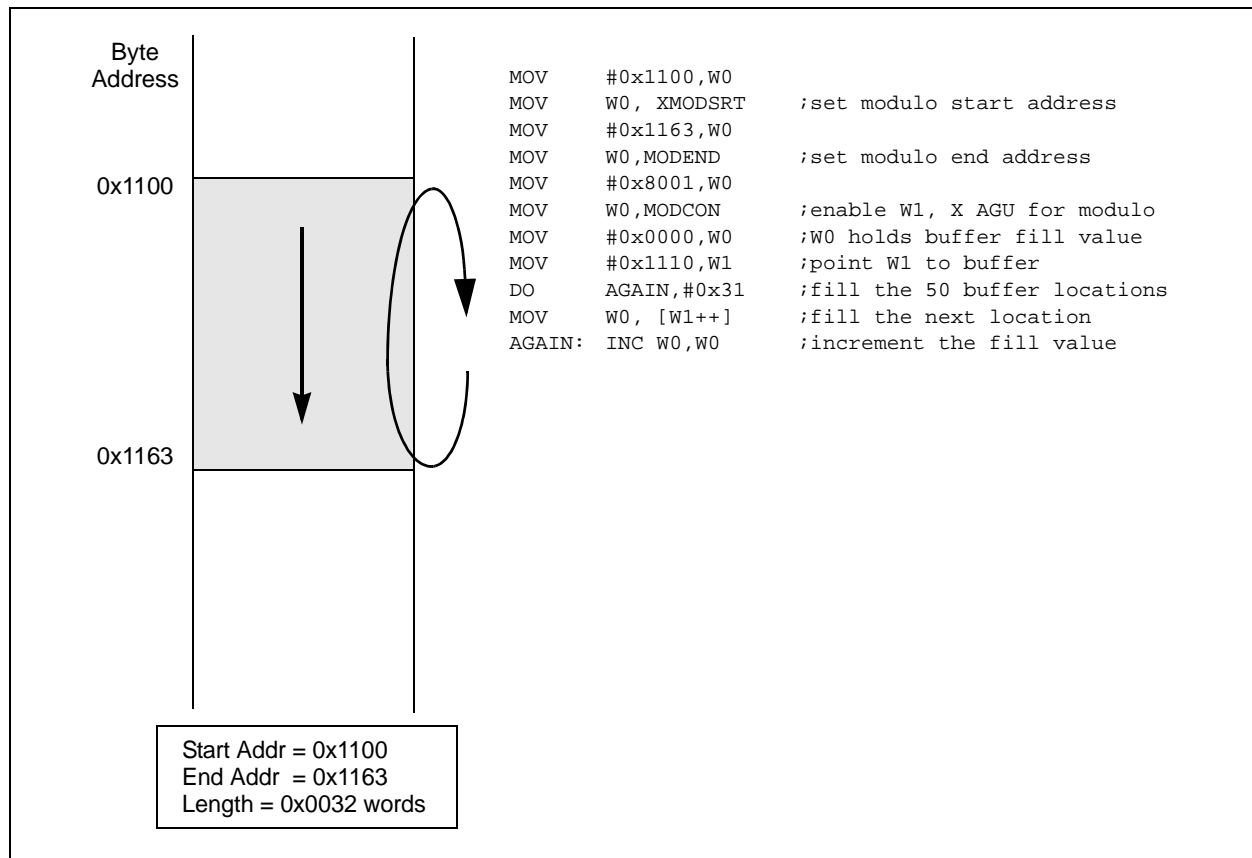 Byte
Address
0x1100
0x1163
MOV #0x1100,W0
MOV W0, XMODSRT ;set modulo start address
MOV #0x1163,W0
MOV W0,MODEND ;set modulo end address
MOV #0x8001,W0
MOV W0,MODCON ;enable W1, X AGU for modulo
MOV #0x0000,W0 ;W0 holds buffer fill value
MOV #0x1110,W1 ;point W1 to buffer
DO AGAIN,#0x31 ;fill the 50 buffer locations
MOV W0, [W1++] ;fill the next location
AGAIN: INC W0,W0 ;increment the fill value
Start Addr = 0x1100
End Addr = 0x1163
Length = 0x0032 words